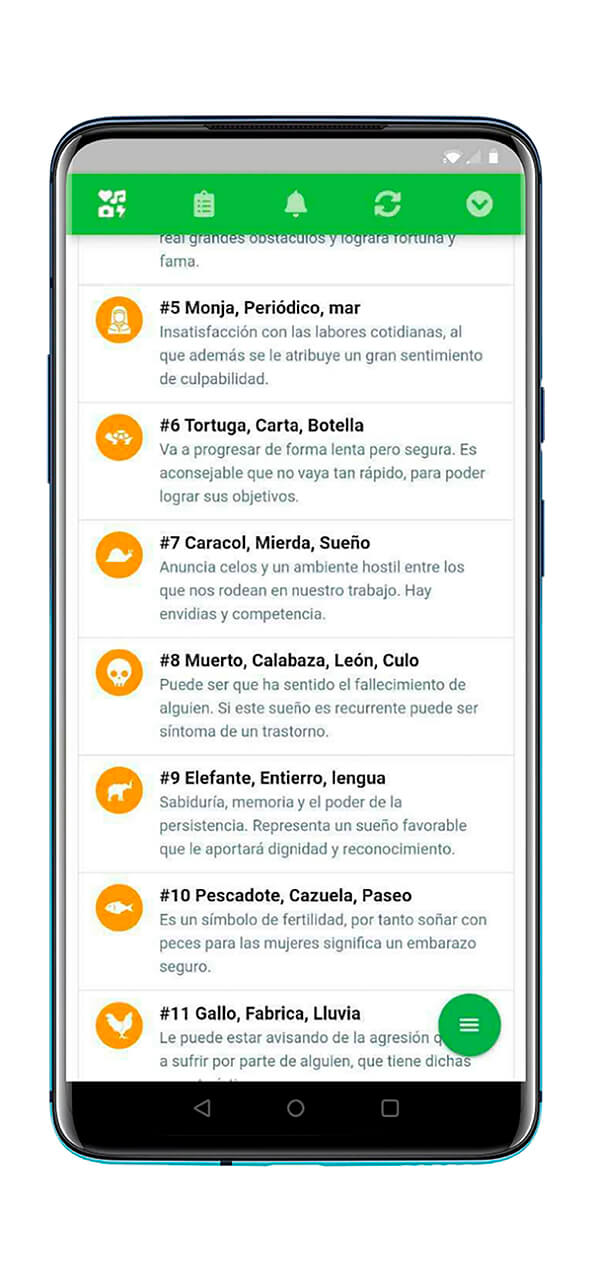 real grandes obstáculos y logrará fortuna y
fama.
#5 Monja, Periódico, mar
Insatisfacción con las labores cotidianas, al
que además se le atribuye un gran sentimiento
de culpabilidad.
#6 Tortuga, Carta, Botella
Va a progresar de forma lenta pero segura. Es
aconsejable que no vaya tan rápido, para poder
lograr sus objetivos.
#7 Caracol, Mierda, Sueño
Anuncia celos y un ambiente hostil entre los
que nos rodean en nuestro trabajo. Hay
envidias y competencia.
#8 Muerto, Calabaza, León, Culo
Puede ser que ha sentido el fallecimiento de
alguien. Si este sueño es recurrente puede ser
síntoma de un trastorno.
#9 Elefante, Entierro, lengua
Sabiduría, memoria y el poder de la
persistencia. Representa un sueño favorable
que le aportará dignidad y reconocimiento.
#10 Pescadote, Cazuela, Paseo
Es un símbolo de fertilidad, por tanto soñar con
peces para las mujeres significa un embarazo
seguro.
#11 Gallo, Fabrica, Lluvia
Le puede estar avisando de la agresión
a sufrir por parte de alguien, que tiene dichas